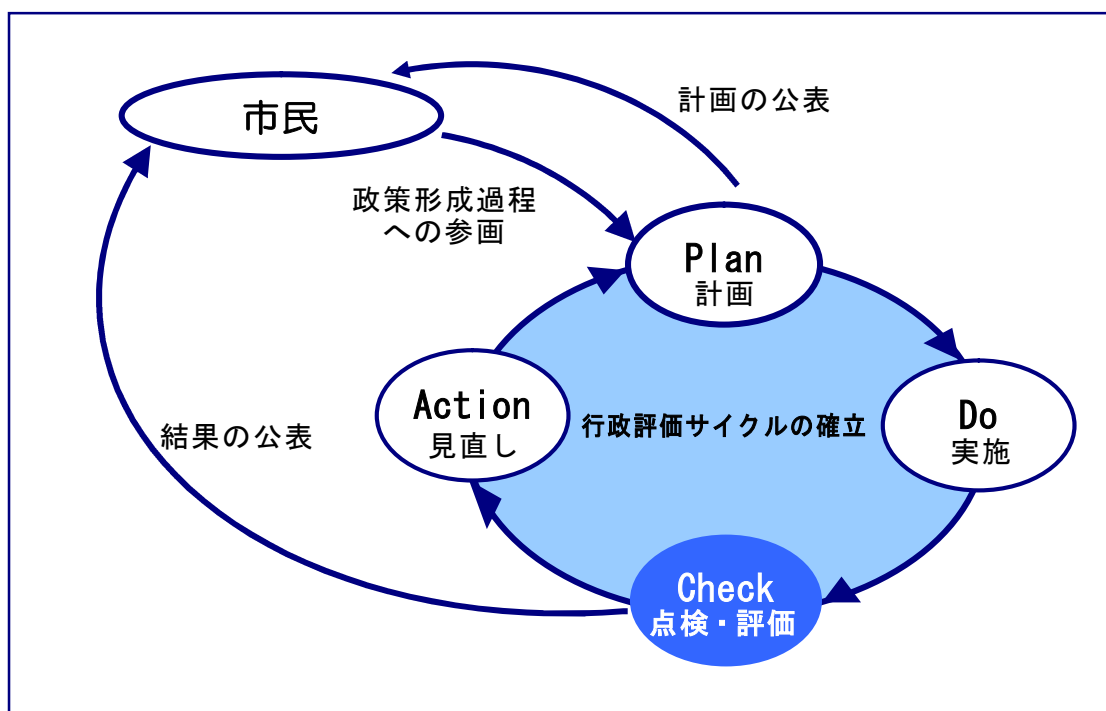 市民
計画の公表
政策形成過程
への参画
Plan
計画
Action
見直し
行政評価サイクルの確立
Do
実施
結果の公表
Check
点検・評価